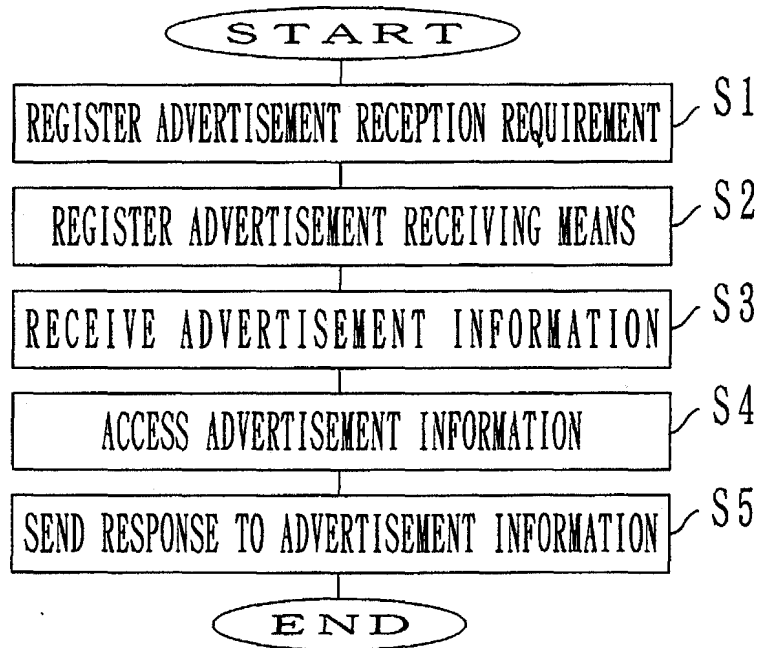 START
REGISTER ADVERTISEMENT RECEPTION REQUIREMENT S1
REGISTER ADVERTISEMENT RECEIVING MEANS S2
RECEIVE ADVERTISEMENT INFORMATION S3
ACCESS ADVERTISEMENT INFORMATION S4
SEND RESPONSE TO ADVERTISEMENT INFORMATION S5
END